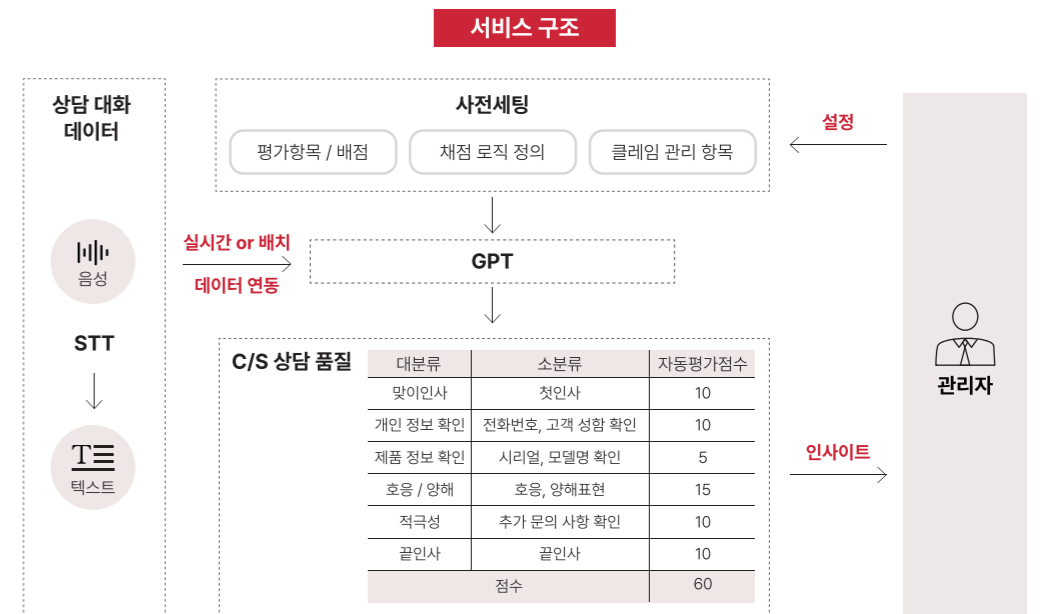 서비스 구조
상담 대화
데이터
음성
STT
텍스트
실시간 or 배치
데이터 연동
사전세팅
평가항목 / 배점
채점 로직 정의
클레임 관리 항목
GPT
C/S 상담 품질
대분류 소분류 자동평가점수
맞이인사 첫인사 10
개인 정보 확인 전화번호, 고객 성함 확인 10
제품 정보 확인 시리얼, 모델명 확인 5
호응 / 양해 호응, 양해표현 15
적극성 추가 문의 사항 확인 10
끝인사 끝인사 10
점수 60
설정
인사이트
관리자